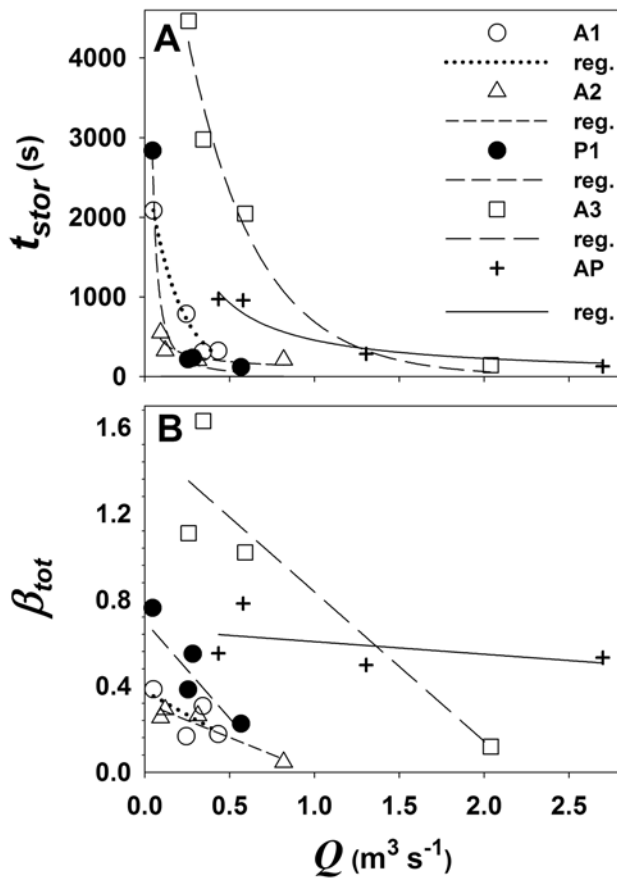 A
4000
3000
2000
1000
0
t_stor (s)
A1
reg.
A2
reg.
P1
reg.
A3
reg.
AP
reg.
B
1.6
1.2
0.8
0.4
0.0
β_tot
0.0 0.5 1.0 1.5 2.0 2.5
Q (m³ s⁻¹)